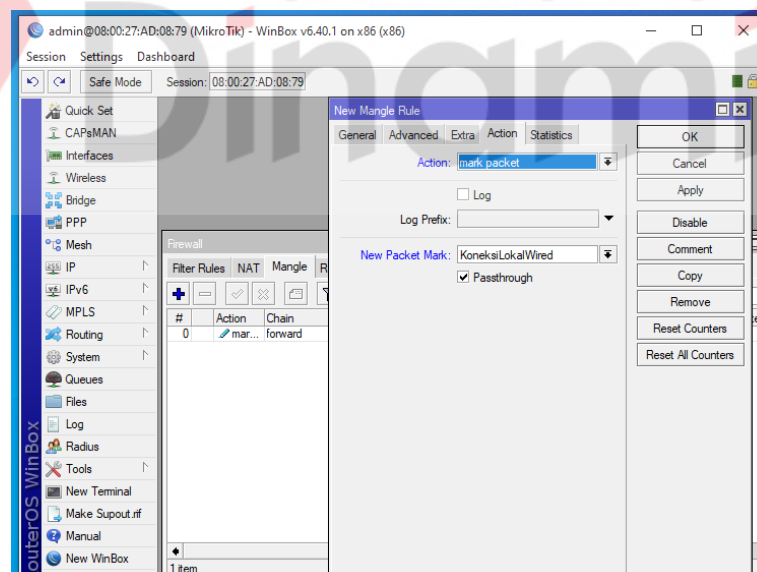 Dinami
admin@08:00:27:AD:08:79 (MikroTik) - WinBox v6.40.1 on x86 (x86)
Session Settings Dashboard
Safe Mode Session: 08:00:27:AD:08:79
Quick Set
CAPsMAN
Interfaces
Wireless
Bridge
PPP
Mesh
IP
IPv6
MPLS
Routing
System
Queues
Files
Log
Radius
Tools
New Terminal
Make Supout.rif
Manual
New WinBox
outerOS WinBox
Firewall
Filter Rules NAT Mangle R
# Action Chain
0 mar... forward
1 item
New Mangle Rule
General Advanced Extra Action Statistics
Action: mark packet
Log
Log Prefix:
New Packet Mark: KoneksiLokalWired
Passthrough
OK
Cancel
Apply
Disable
Comment
Copy
Remove
Reset Counters
Reset All Counters